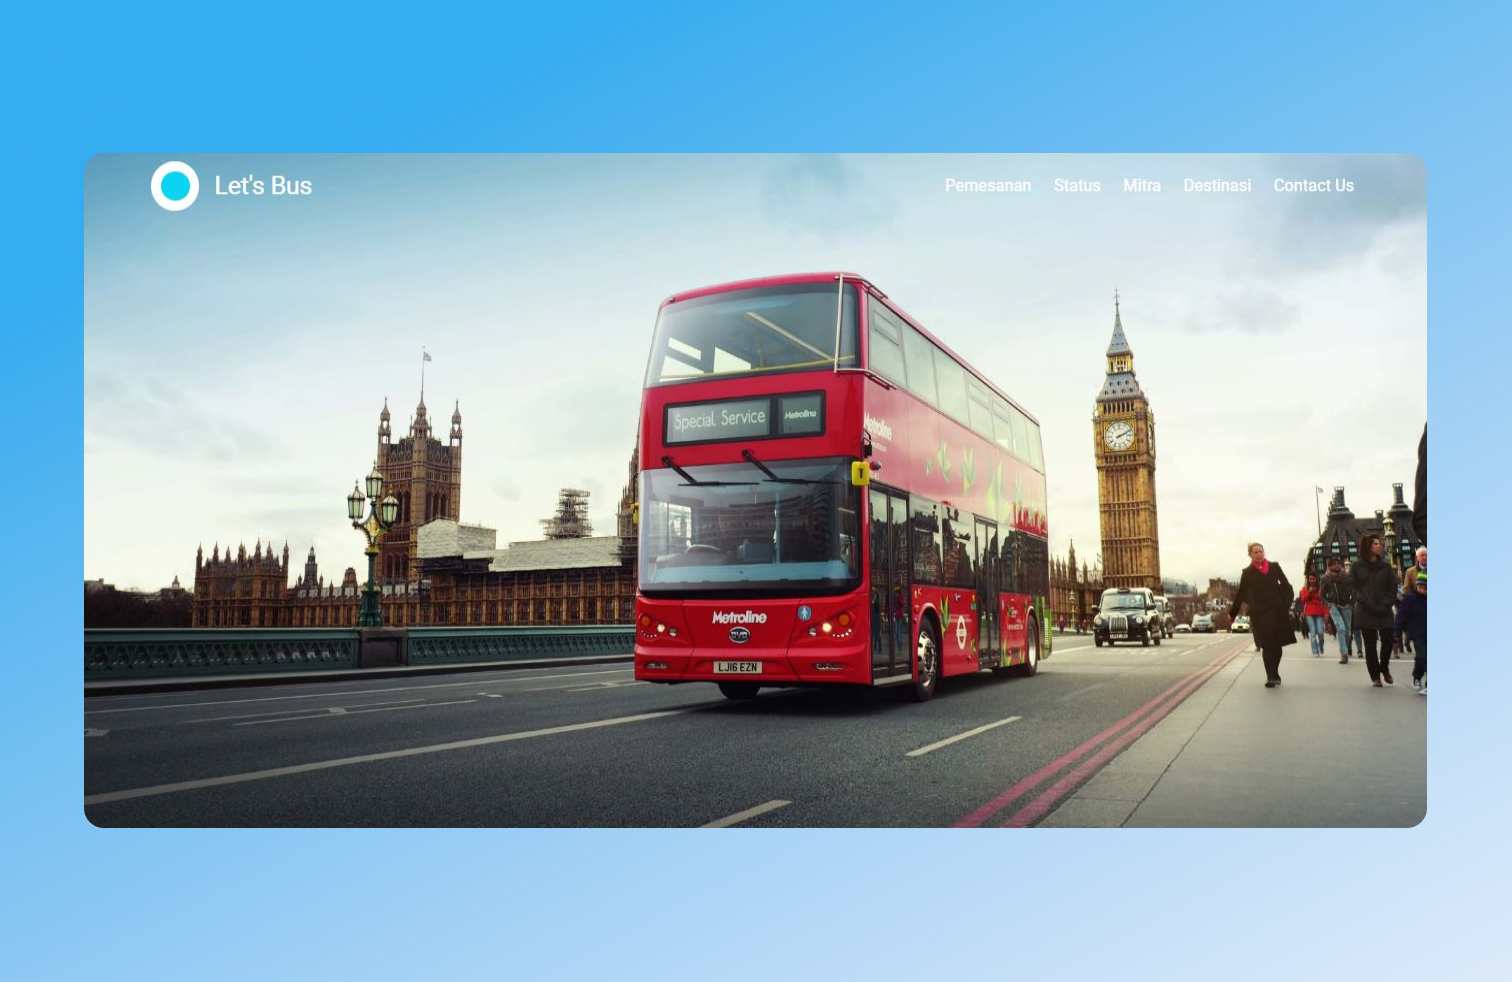 Let's Bus
Pemesanan Status Mitra Destinasi Contact Us
Special Service
Metroline
Metroline
Metroline
BYD
LJ16 EZN